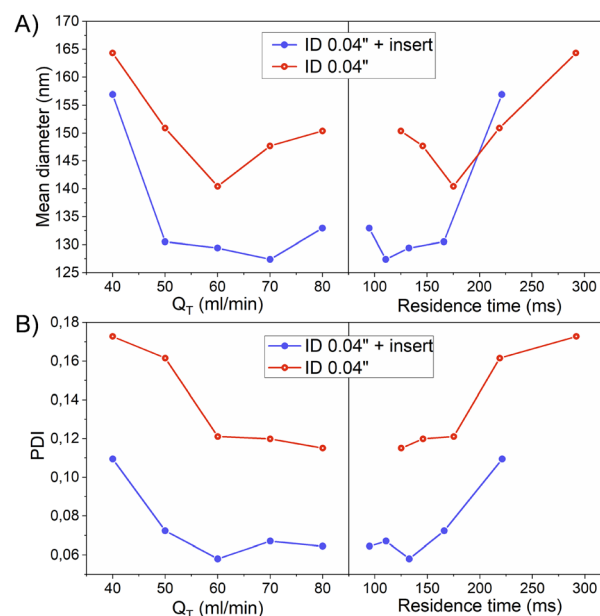 A)
170
165
160
155
150
145
140
135
130
125
Mean diameter (nm)
ID 0.04" + insert
ID 0.04"
40 50 60 70 80 100 150 200 250 300
Q_T (ml/min) Residence time (ms)
B)
0,18
0,16
0,14
0,12
0,10
0,08
0,06
PDI
ID 0.04" + insert
ID 0.04"
40 50 60 70 80 100 150 200 250 300
Q_T (ml/min) Residence time (ms)